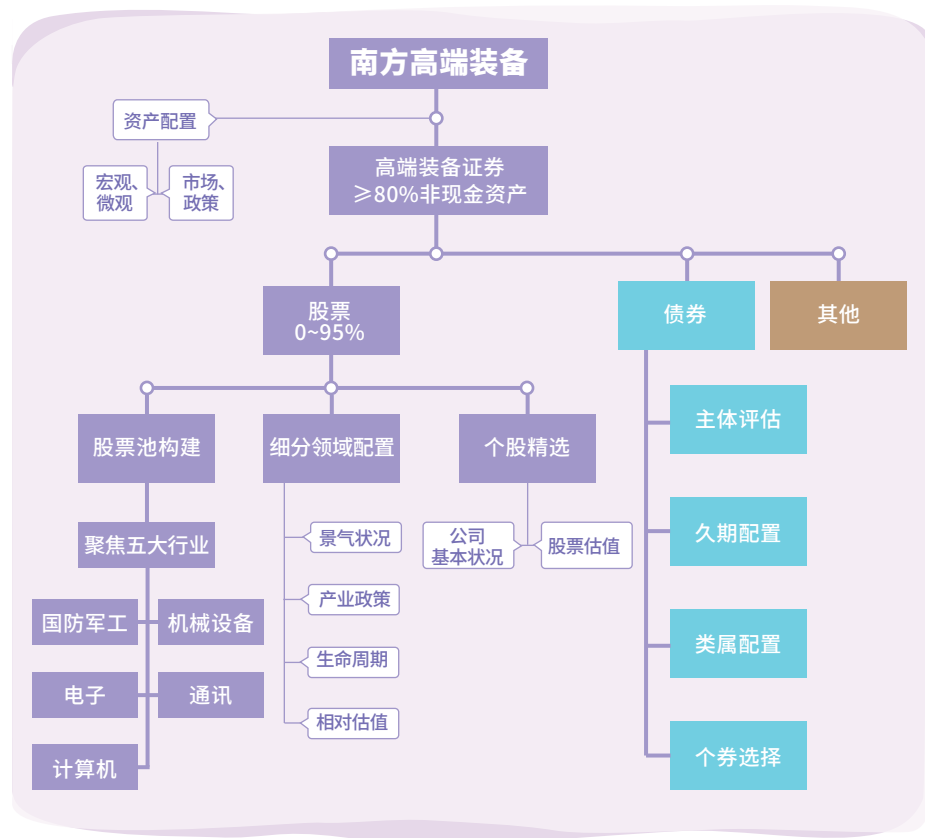 南方高端装备
资产配置
宏观、
微观
市场、
政策
高端装备证券
≥80%非现金资产
股票
0~95%
债券
其他
股票池构建
细分领域配置
个股精选
主体评估
久期配置
类属配置
个券选择
聚焦五大行业
国防军工
机械设备
电子
通讯
计算机
景气状况
产业政策
生命周期
相对估值
公司
基本状况
股票估值